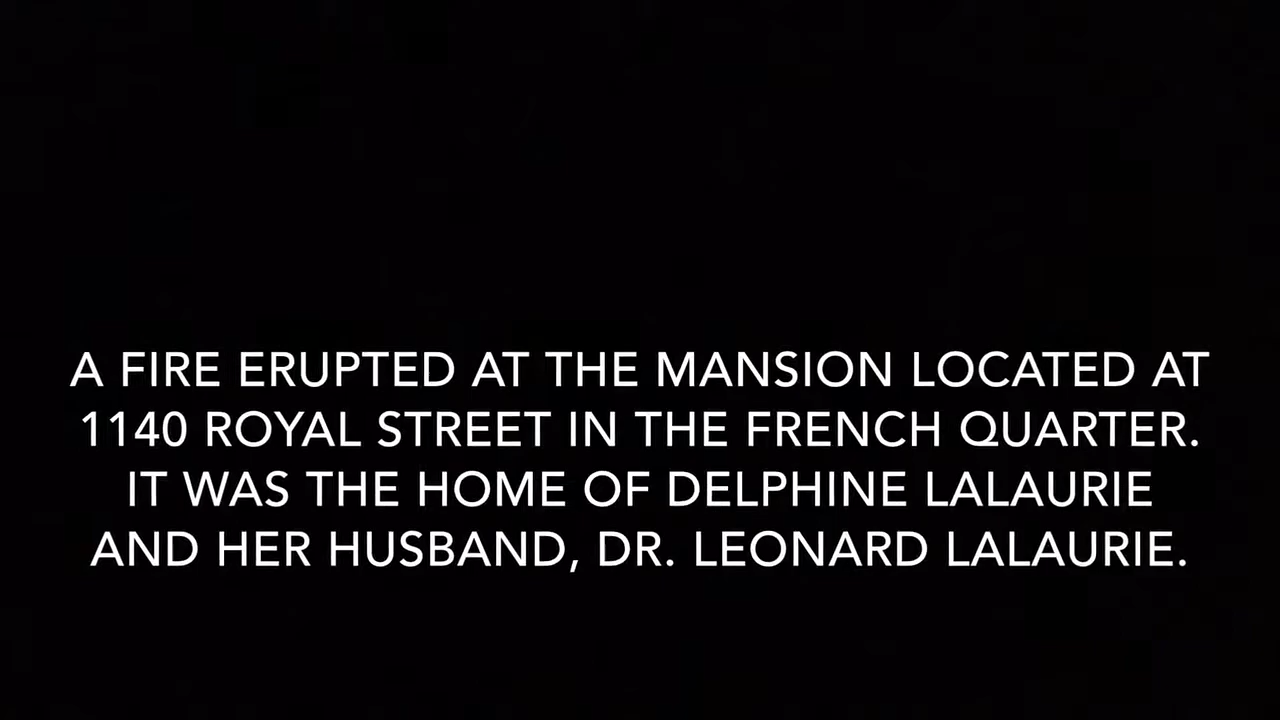 A FIRE ERUPTED AT THE MANSION LOCATED AT
1140 ROYAL STREET IN THE FRENCH QUARTER.
IT WAS THE HOME OF DELPHINE LALAURIE
AND HER HUSBAND, DR. LEONARD LALAURIE.